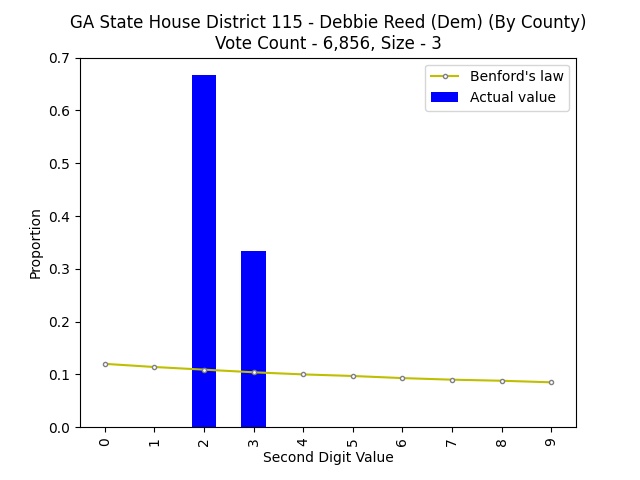 GA State House District 115 - Debbie Reed (Dem) (By County)
Vote Count - 6,856, Size - 3
Benford's law
Actual value
0.7
0.6
0.5
0.4
0.3
0.2
0.1
0.0
Proportion
0 1 2 3 4 5 6 7 8 9
Second Digit Value